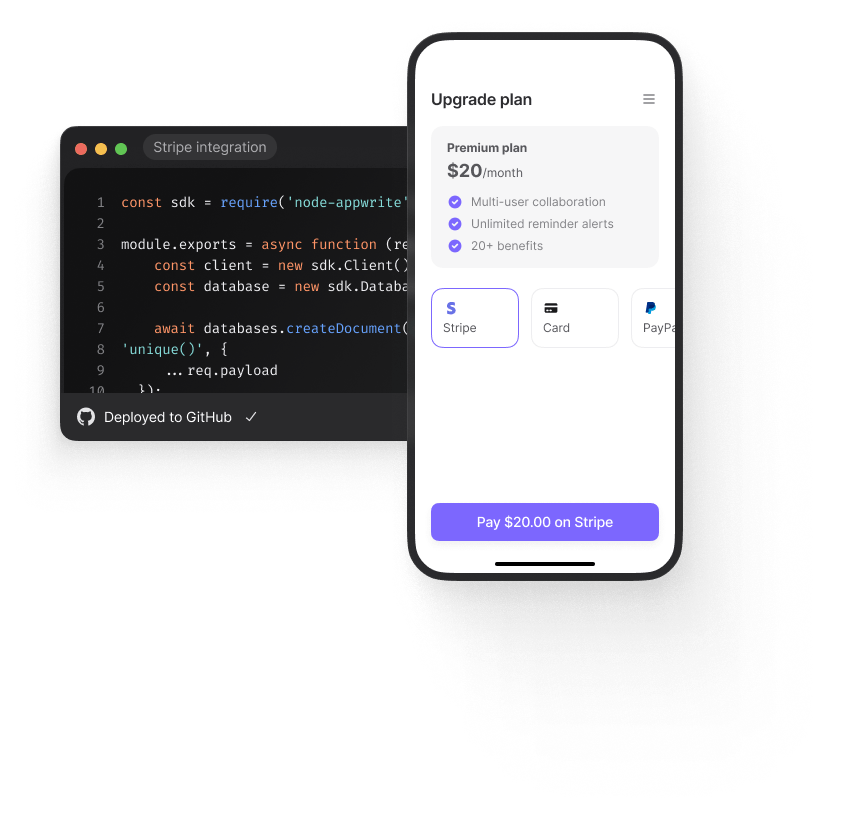 Stripe integration
1 const sdk = require('node-appwrite'
2
3 module.exports = async function (re
4 const client = new sdk.Client()
5 const database = new sdk.Databa
6
7 await databases.createDocument(
8 'unique()', {
9 ...req.payload
10 });
Deployed to GitHub
Upgrade plan
Premium plan
$20/month
Multi-user collaboration
Unlimited reminder alerts
20+ benefits
Stripe
Card
PayPa
Pay $20.00 on Stripe